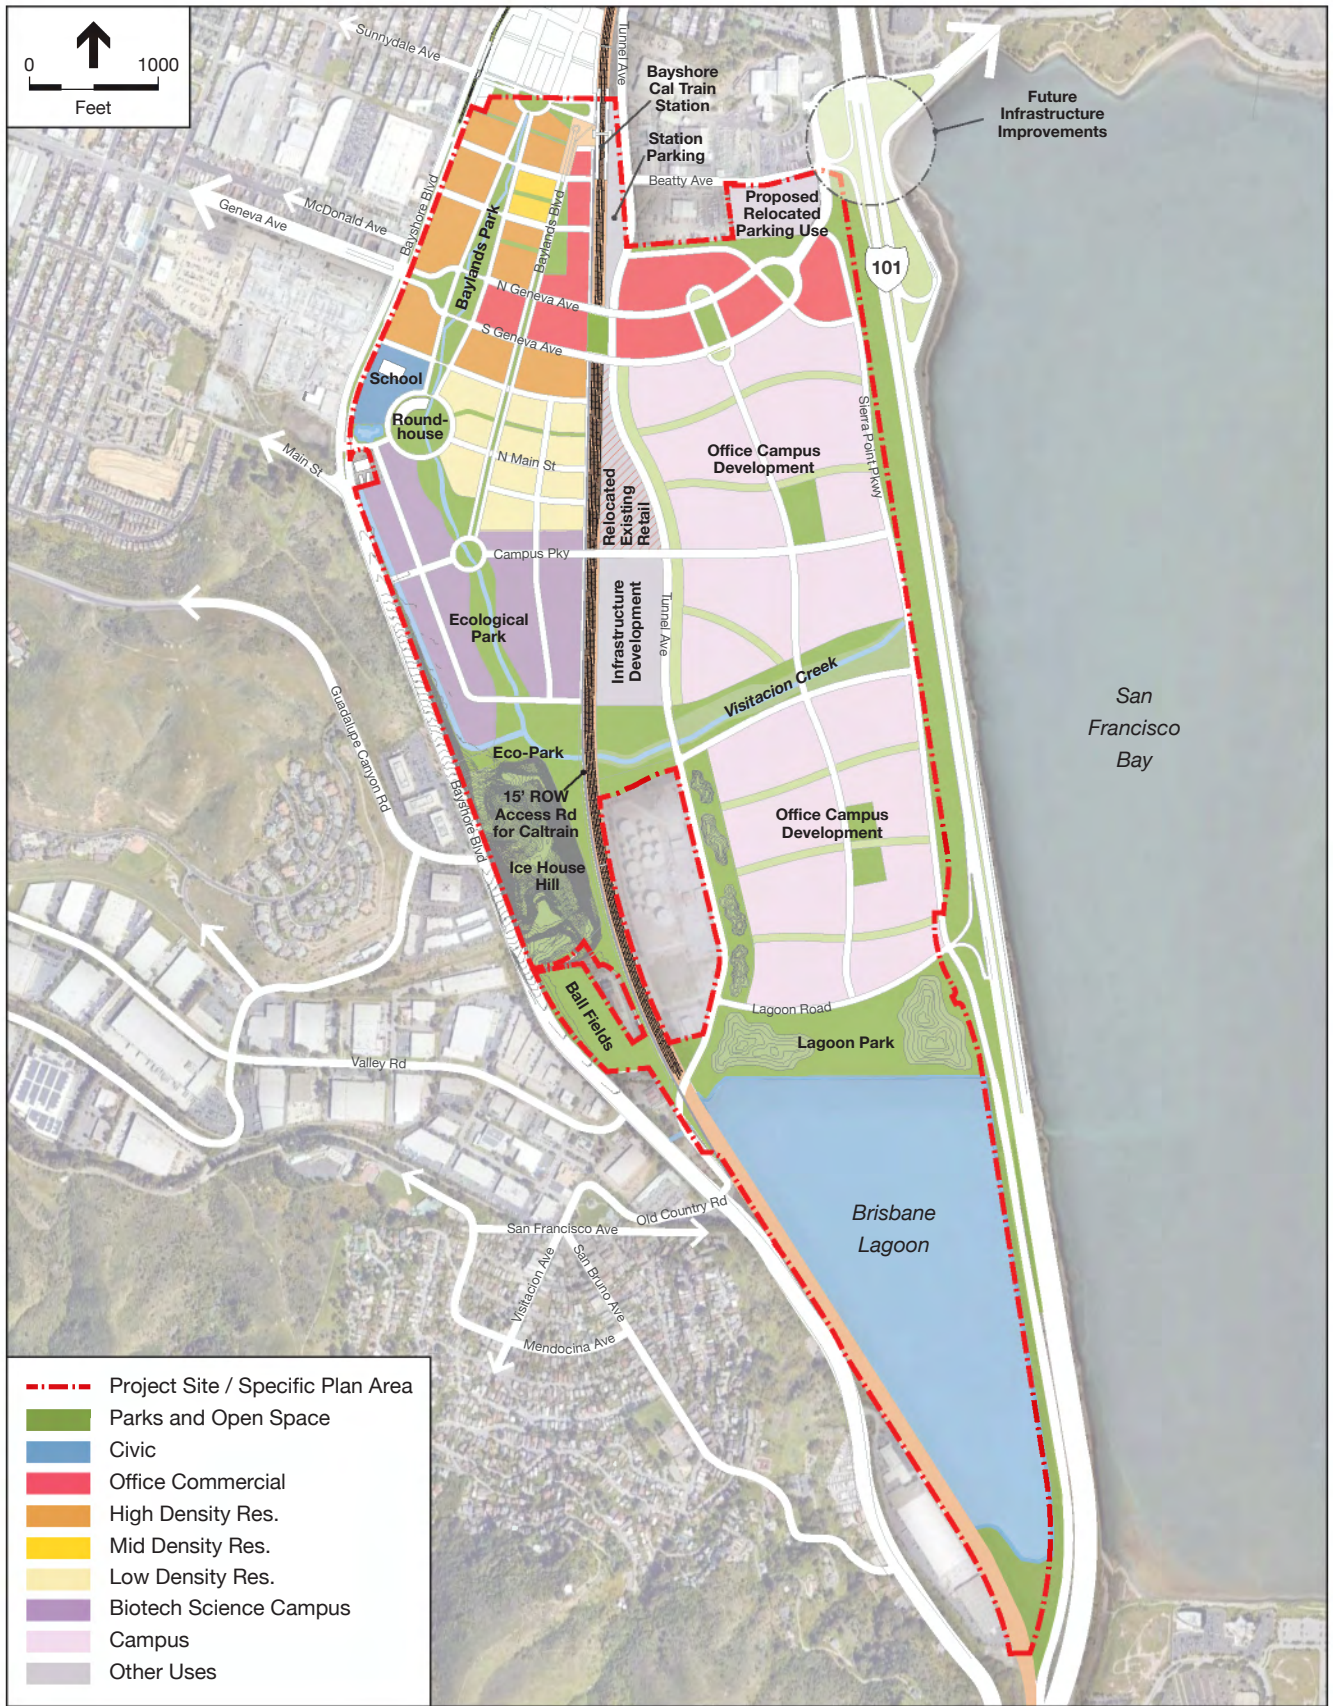 0
1000
Feet
Sunnydale Ave
Tunnel Ave
Bayshore
Cal Train
Station
Station
Parking
Future
Infrastructure
Improvements
Beatty Ave
Proposed
Relocated
Parking Use
101
Bayshore Blvd
McDonald Ave
Geneva Ave
Baylands Park
Baylands Blvd
N Geneva Ave
S Geneva Ave
School
Round-
house
Main St
N Main St
Relocated
Existing
Retail
Office Campus
Development
Sierra Point Pkwy
Campus Pky
Ecological
Park
Infrastructure
Development
Tunnel Ave
Visitacion Creek
San
Francisco
Bay
Guadalupe Canyon Rd
Bayshore Blvd
Eco-Park
15' ROW
Access Rd
for Caltrain
Ice House
Hill
Office Campus
Development
Ball Fields
Lagoon Road
Lagoon Park
Valley Rd
Old Country Rd
San Francisco Ave
Visitacion Ave
San Bruno Ave
Mendocina Ave
Brisbane
Lagoon
Project Site / Specific Plan Area
Parks and Open Space
Civic
Office Commercial
High Density Res.
Mid Density Res.
Low Density Res.
Biotech Science Campus
Campus
Other Uses